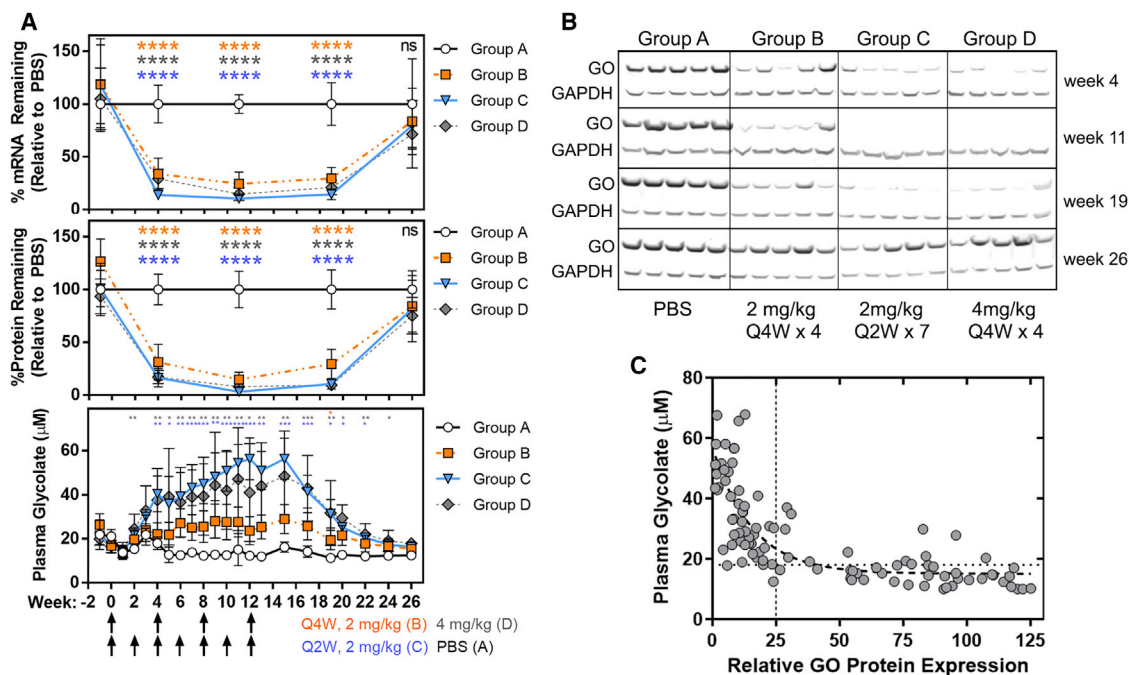 A
150
100
50
0
% mRNA Remaining
(Relative to PBS)
****
****
****
****
****
****
****
****
****
ns
Group A
Group B
Group C
Group D
150
100
50
0
%Protein Remaining
(Relative to PBS)
****
****
****
****
****
****
****
****
****
ns
Group A
Group B
Group C
Group D
60
40
20
0
Plasma Glycolate (μM)
Group A
Group B
Group C
Group D
Week: -2 0 2 4 6 8 10 12 14 16 18 20 22 24 26
Q4W, 2 mg/kg (B) 4 mg/kg (D)
Q2W, 2 mg/kg (C) PBS (A)
B
Group A Group B Group C Group D
GO
GAPDH
week 4
GO
GAPDH
week 11
GO
GAPDH
week 19
GO
GAPDH
week 26
PBS
2 mg/kg
Q4W x 4
2mg/kg
Q2W x 7
4mg/kg
Q4W x 4
C
80
60
40
20
0
Plasma Glycolate (μM)
0 25 50 75 100 125
Relative GO Protein Expression